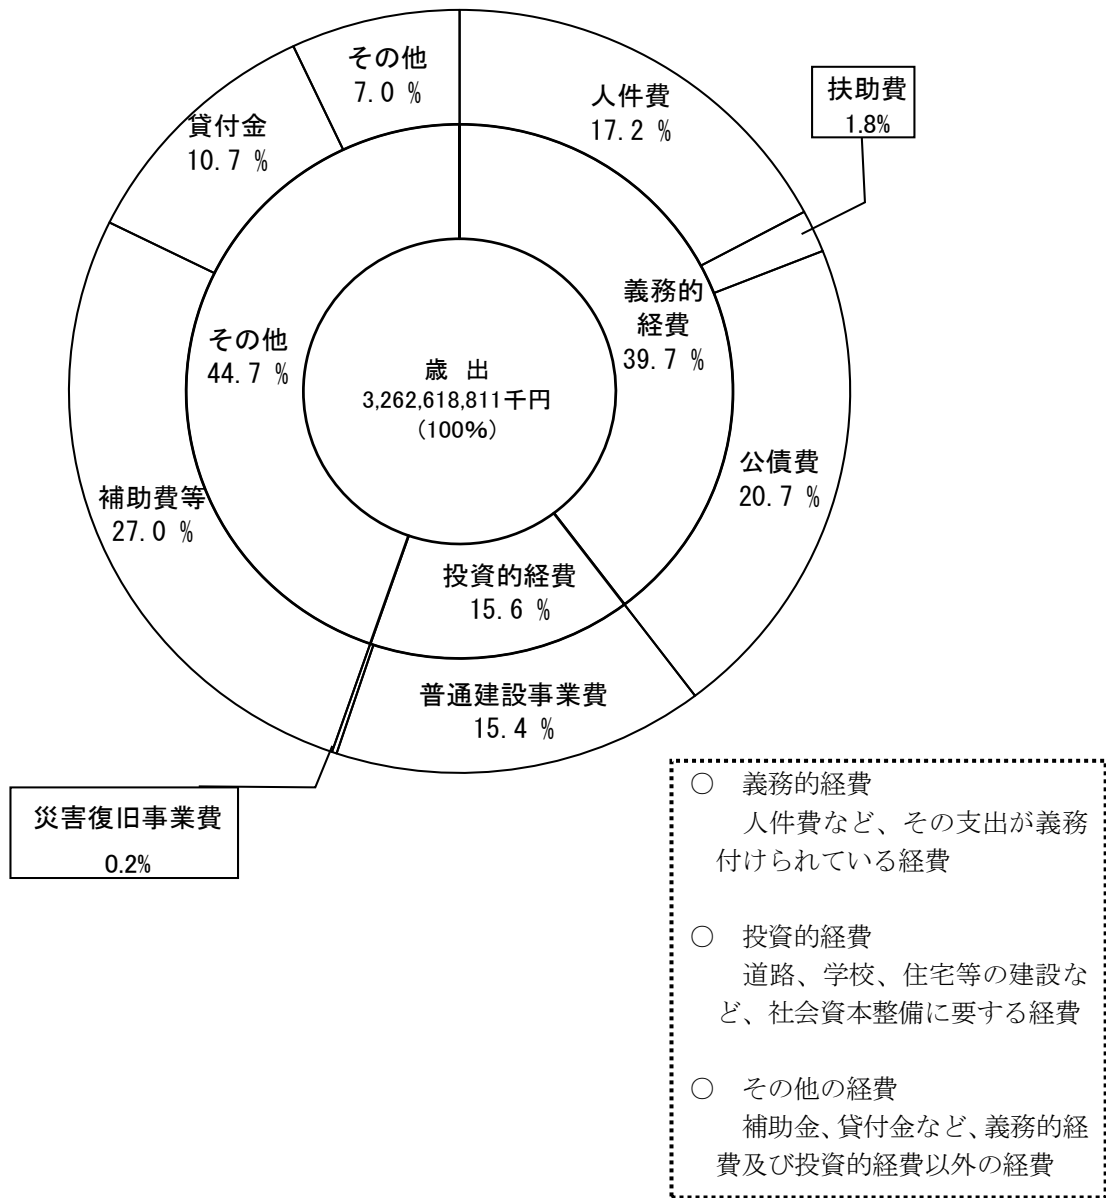 その他
7.0 %
人件費
17.2 %
扶助費
1.8%
貸付金
10.7 %
義務的
経費
39.7 %
その他
44.7 %
歳 出
3,262,618,811千円
(100%)
公債費
20.7 %
補助費等
27.0 %
投資的経費
15.6 %
普通建設事業費
15.4 %
災害復旧事業費
0.2%
○ 義務的経費
人件費など、その支出が義務
付けられている経費
○ 投資的経費
道路、学校、住宅等の建設な
ど、社会資本整備に要する経費
○ その他の経費
補助金、貸付金など、義務的経
費及び投資的経費以外の経費